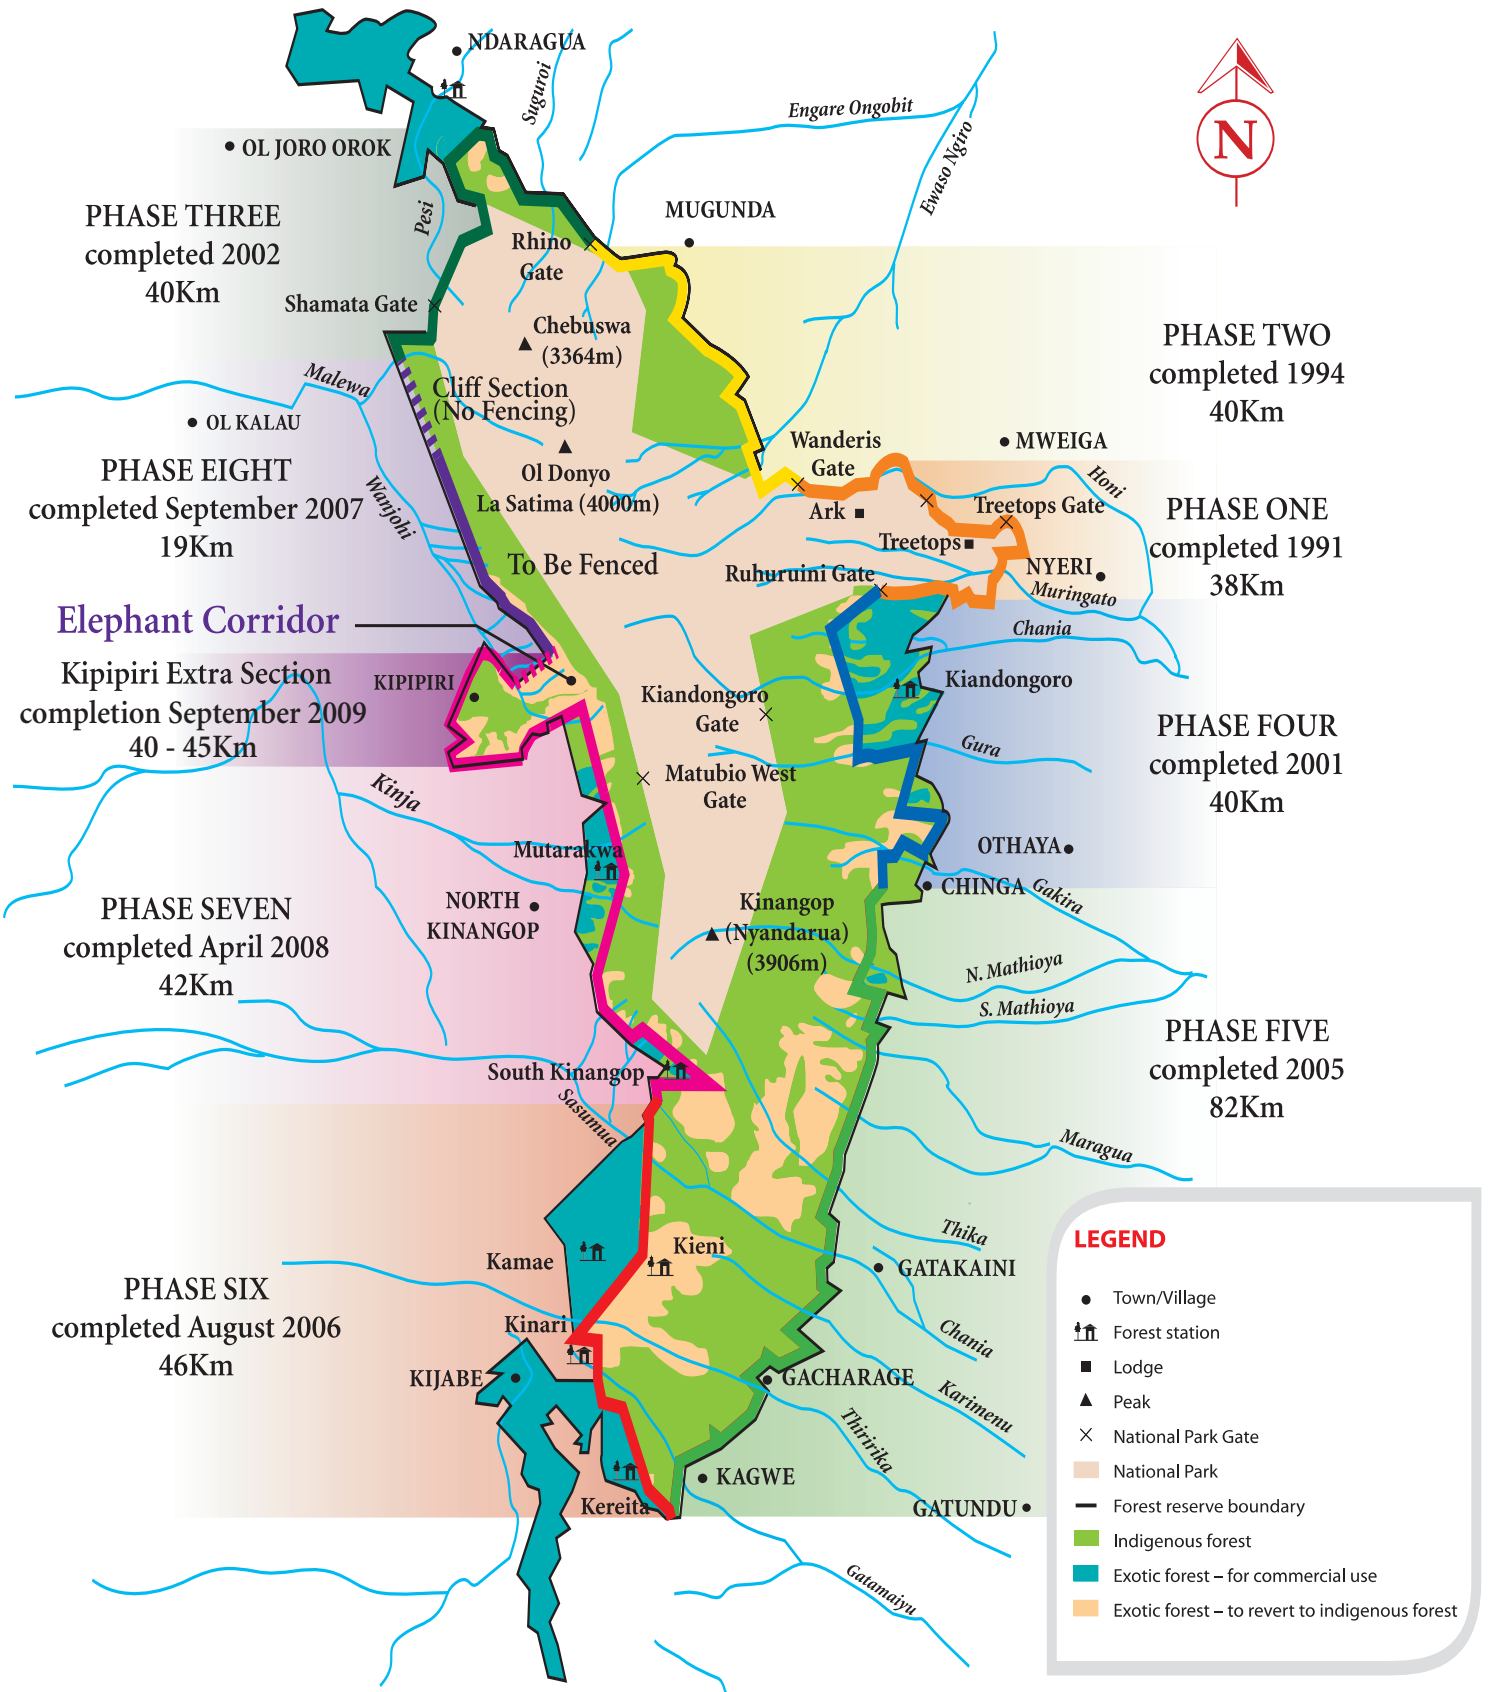 NDARAGUA
Suguroi
Engare Ongobit
Ewaso Ngiro
N
OL JORO OROK
Pesi
PHASE THREE
completed 2002
40Km
MUGUNDA
Rhino
Gate
Shamata Gate
Chebuswa
(3364m)
PHASE TWO
completed 1994
40Km
Malewa
Cliff Section
(No Fencing)
OL KALAU
Wanderis
Gate
MWEIGA
Honi
PHASE EIGHT
completed September 2007
19Km
Wanjohi
Ol Donyo
La Satima (4000m)
Ark
Treetops Gate
PHASE ONE
completed 1991
38Km
Treetops
To Be Fenced
Ruhuruini Gate
NYERI
Muringato
Elephant Corridor
Chania
Kipipiri Extra Section
completion September 2009
40 - 45Km
KIPIPIRI
Kiandongoro
Kiandongoro
Gate
PHASE FOUR
completed 2001
40Km
Gura
Matubio West
Gate
Kinja
Mutarakwa
OTHAYA
CHINGA
Gakira
NORTH
KINANGOP
Kinangop
(Nyandarua)
(3906m)
PHASE SEVEN
completed April 2008
42Km
N. Mathioya
S. Mathioya
PHASE FIVE
completed 2005
82Km
South Kinangop
Sasumua
Maragua
Thika
Kamae
Kieni
GATAKAINI
PHASE SIX
completed August 2006
46Km
Kinari
Chania
KIJABE
GACHARAGE
Karimenu
Thiririka
KAGWE
Kereita
GATUNDU
Gatamaiyu
LEGEND
Town/Village
Forest station
Lodge
Peak
National Park Gate
National Park
Forest reserve boundary
Indigenous forest
Exotic forest – for commercial use
Exotic forest – to revert to indigenous forest